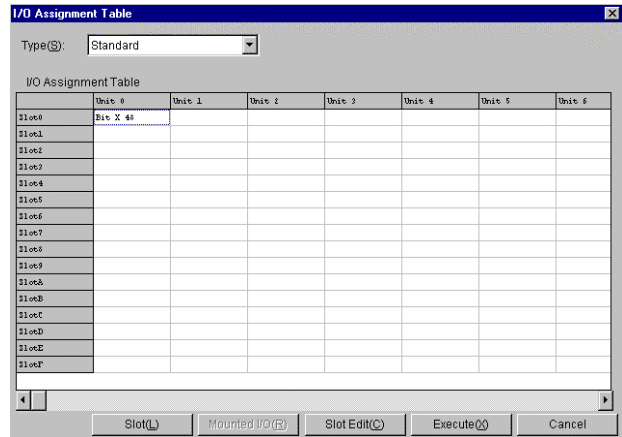 I/O Assignment Table
Type(S): Standard
I/O Assignment Table
Unit 0 Unit 1 Unit 2 Unit 3 Unit 4 Unit 5 Unit 6
Slot0 Bit X 48
Slot1
Slot2
Slot3
Slot4
Slot5
Slot6
Slot7
Slot8
Slot9
SlotA
SlotB
SlotC
SlotD
SlotE
SlotF
Slot(L) Mounted I/O(R) Slot Edit(C) Execute(X) Cancel